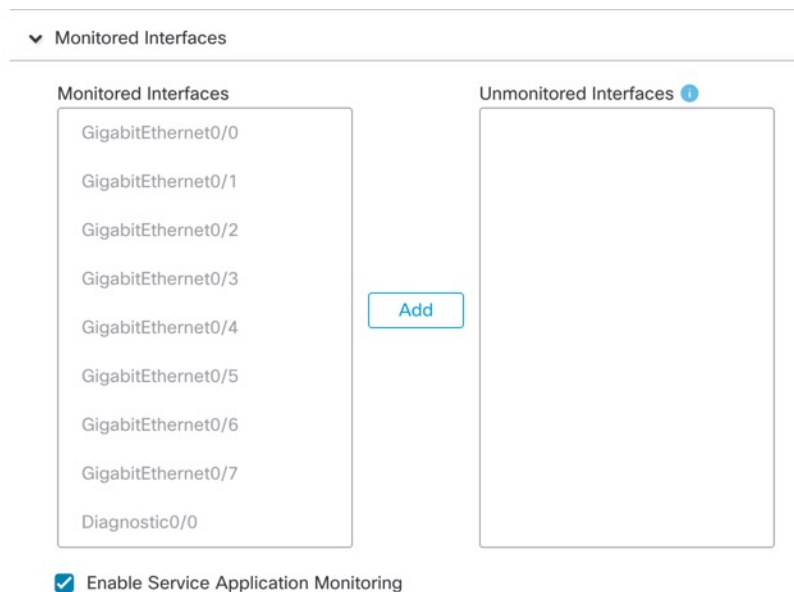 Monitored Interfaces
Monitored Interfaces
Unmonitored Interfaces
GigabitEthernet0/0
GigabitEthernet0/1
GigabitEthernet0/2
GigabitEthernet0/3
GigabitEthernet0/4
GigabitEthernet0/5
GigabitEthernet0/6
GigabitEthernet0/7
Diagnostic0/0
Add
Enable Service Application Monitoring